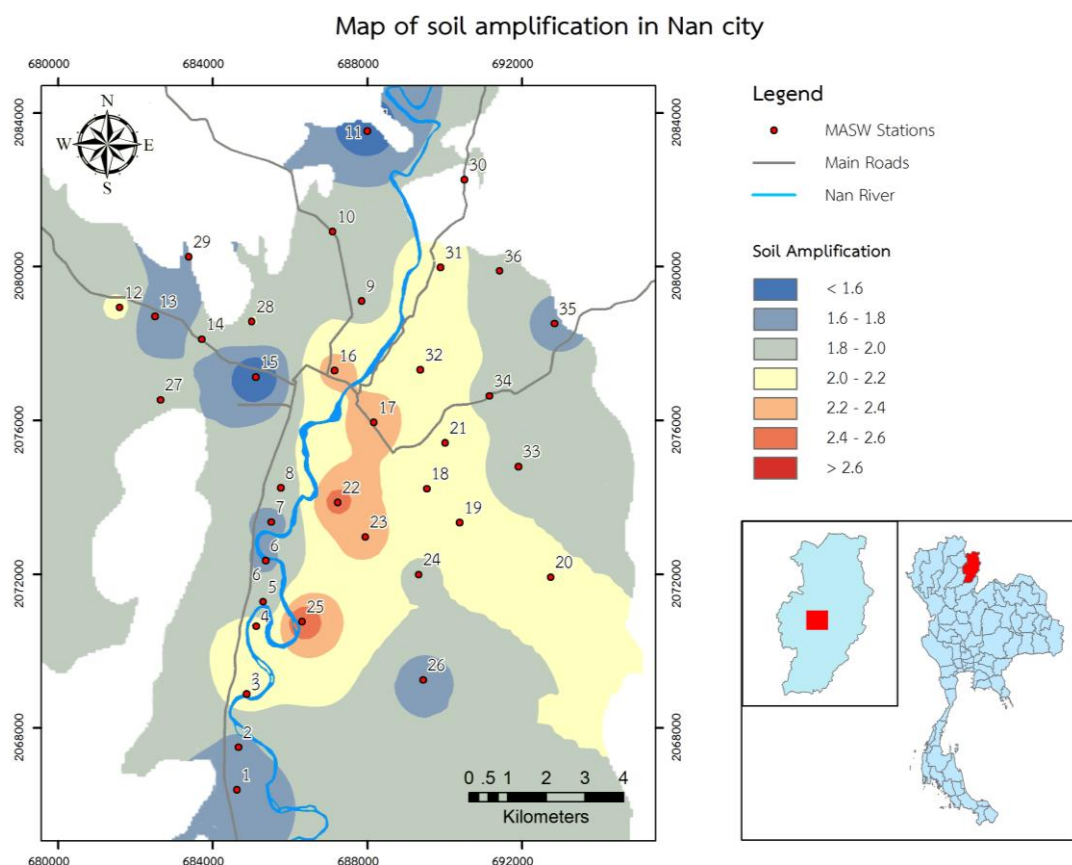 Map of soil amplification in Nan city
680000 684000 688000 692000
2084000
2080000
2076000
2072000
2068000
N
W E
S
11
30
10
29
31
36
12
13
9
28
35
14
16
32
15
27
34
17
21
8
18
33
22
7
19
23
6
24
20
6
5
25
4
26
3
3
2
1
0 .5 1 2 3 4
Kilometers
2084000
2080000
2076000
2072000
2068000
680000 684000 688000 692000
Legend
MASW Stations
Main Roads
Nan River
Soil Amplification
< 1.6
1.6 - 1.8
1.8 - 2.0
2.0 - 2.2
2.2 - 2.4
2.4 - 2.6
> 2.6